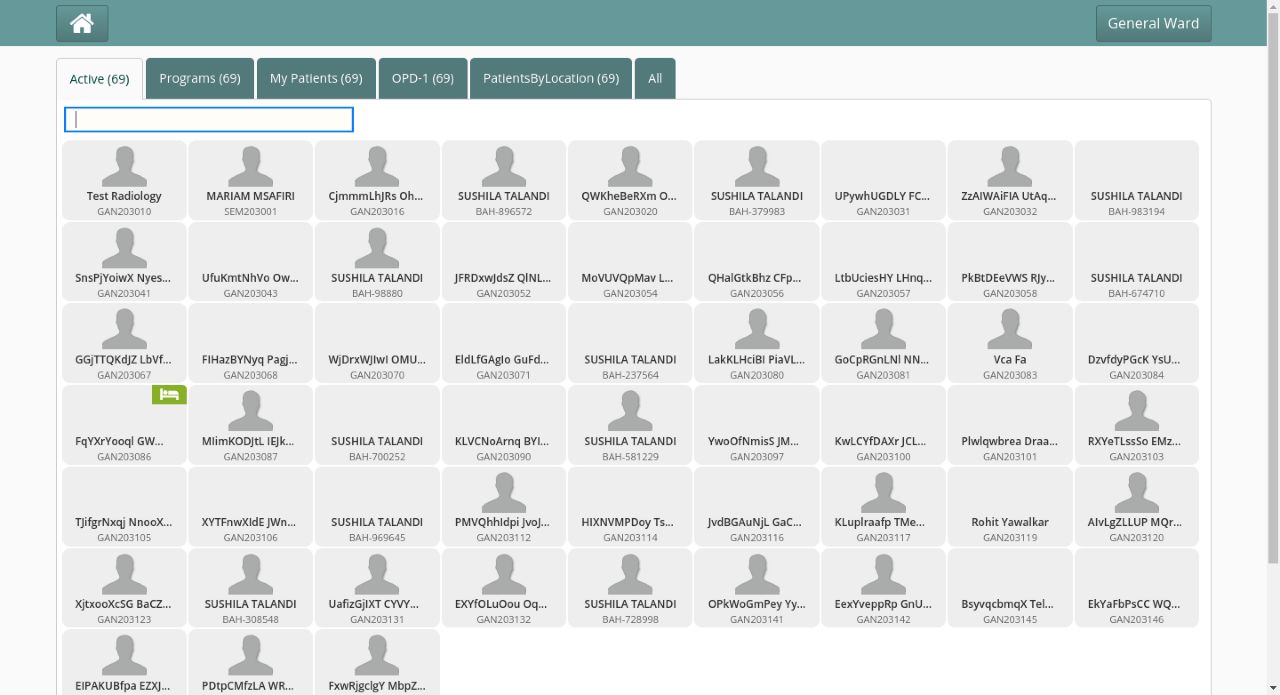 General Ward
Active (69) Programs (69) My Patients (69) OPD-1 (69) PatientsByLocation (69) All
Test Radiology MARIAM MSAFIRI CjmmmLhJRs Oh... SUSHILA TALANDI QWKheBeRXm O... SUSHILA TALANDI UPywhUGDLY FC... ZzAIWAiFIA UtAq... SUSHILA TALANDI
GAN203010 SEM203001 GAN203016 BAH-896572 GAN203020 BAH-379983 GAN203031 GAN203032 BAH-983194
SnsPjYoiwX Nyes... UfuKmtNhVo Ow... SUSHILA TALANDI JFRDxwJdsZ QlNL... MoVUVQpMav L... QHalGtkBhz CFp... LtbUciesHY LHnq... PkBtDEeVWS RJy... SUSHILA TALANDI
GAN203041 GAN203043 BAH-98880 GAN203052 GAN203054 GAN203056 GAN203057 GAN203058 BAH-674710
GGjTTQKdJZ LbVf... FIHazBYNyq Pagj... WjDrxWJIwI OMU... EldLfGAgIo GuFd... SUSHILA TALANDI LakKLHciBI PiaVL... GoCpRGnLNl NN... Vca Fa DzvfdyPGcK YsU...
GAN203067 GAN203068 GAN203070 GAN203071 BAH-237564 GAN203080 GAN203081 GAN203083 GAN203084
FqYXrYooql GW... MIimKODJtL IEJk... SUSHILA TALANDI KLVCNoArnq BYI... SUSHILA TALANDI YwoOfNmisS JM... KwLCYfDAXr JCL... Plwlqwbrea Draa... RXYeTLssSo EMz...
GAN203086 GAN203087 BAH-700252 GAN203090 BAH-581229 GAN203097 GAN203100 GAN203101 GAN203103
TJifgrNxqj NnooX... XYTFnwXIdE JWn... SUSHILA TALANDI PMVQhhIdpi JvoJ... HIXNVMPDoy Ts... JvdBGAuNjL GaC... KLuplraafp TMe... Rohit Yawalkar AIvLgZLLUP MQr...
GAN203105 GAN203106 BAH-969645 GAN203112 GAN203114 GAN203116 GAN203117 GAN203119 GAN203120
XjtxooXcSG BaCZ... SUSHILA TALANDI UafizGjIXT CYVY... EXYfOLuOou Oq... SUSHILA TALANDI OPkWoGmPey Yy... EexYveppRp GnU... BsyvqcbmqX Tel... EkYaFbPsCC WQ...
GAN203123 BAH-308548 GAN203131 GAN203132 BAH-728998 GAN203141 GAN203142 GAN203145 GAN203146
EIPAKUBfpa EZXJ... PDtpCMfzLA WR... FxwRjgclgY MbpZ...